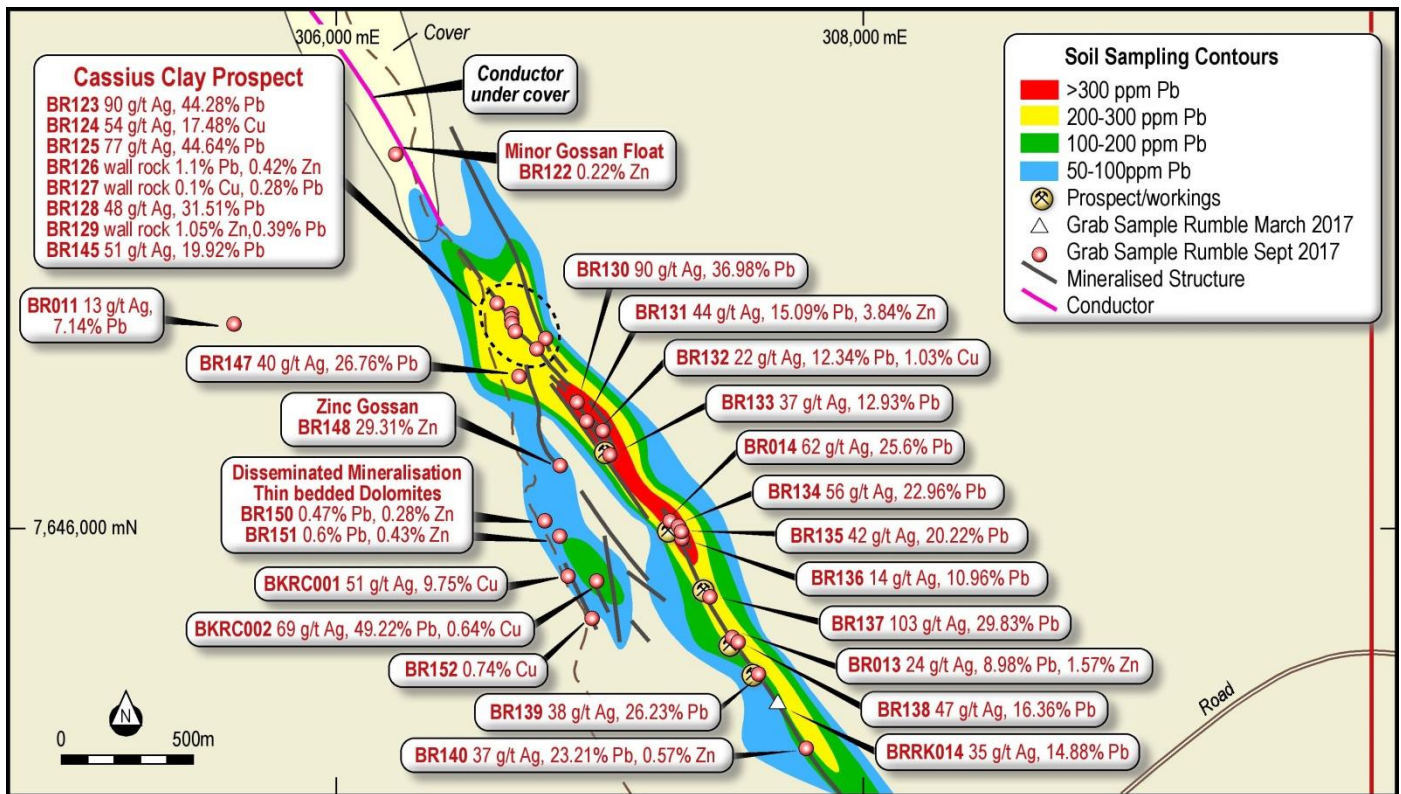 306,000 mE
308,000 mE
Cover
Cassius Clay Prospect
BR123 90 g/t Ag, 44.28% Pb
BR124 54 g/t Ag, 17.48% Cu
BR125 77 g/t Ag, 44.64% Pb
BR126 wall rock 1.1% Pb, 0.42% Zn
BR127 wall rock 0.1% Cu, 0.28% Pb
BR128 48 g/t Ag, 31.51% Pb
BR129 wall rock 1.05% Zn,0.39% Pb
BR145 51 g/t Ag, 19.92% Pb
Conductor
under cover
Minor Gossan Float
BR122 0.22% Zn
Soil Sampling Contours
>300 ppm Pb
200-300 ppm Pb
100-200 ppm Pb
50-100ppm Pb
Prospect/workings
Grab Sample Rumble March 2017
Grab Sample Rumble Sept 2017
Mineralised Structure
Conductor
BR011 13 g/t Ag,
7.14% Pb
BR147 40 g/t Ag, 26.76% Pb
Zinc Gossan
BR148 29.31% Zn
Disseminated Mineralisation
Thin bedded Dolomites
BR150 0.47% Pb, 0.28% Zn
BR151 0.6% Pb, 0.43% Zn
7,646,000 mN
BKRC001 51 g/t Ag, 9.75% Cu
BKRC002 69 g/t Ag, 49.22% Pb, 0.64% Cu
BR152 0.74% Cu
BR139 38 g/t Ag, 26.23% Pb
BR140 37 g/t Ag, 23.21% Pb, 0.57% Zn
BR130 90 g/t Ag, 36.98% Pb
BR131 44 g/t Ag, 15.09% Pb, 3.84% Zn
BR132 22 g/t Ag, 12.34% Pb, 1.03% Cu
BR133 37 g/t Ag, 12.93% Pb
BR014 62 g/t Ag, 25.6% Pb
BR134 56 g/t Ag, 22.96% Pb
BR135 42 g/t Ag, 20.22% Pb
BR136 14 g/t Ag, 10.96% Pb
BR137 103 g/t Ag, 29.83% Pb
BR013 24 g/t Ag, 8.98% Pb, 1.57% Zn
BR138 47 g/t Ag, 16.36% Pb
BRRK014 35 g/t Ag, 14.88% Pb
Road
N
0 500m